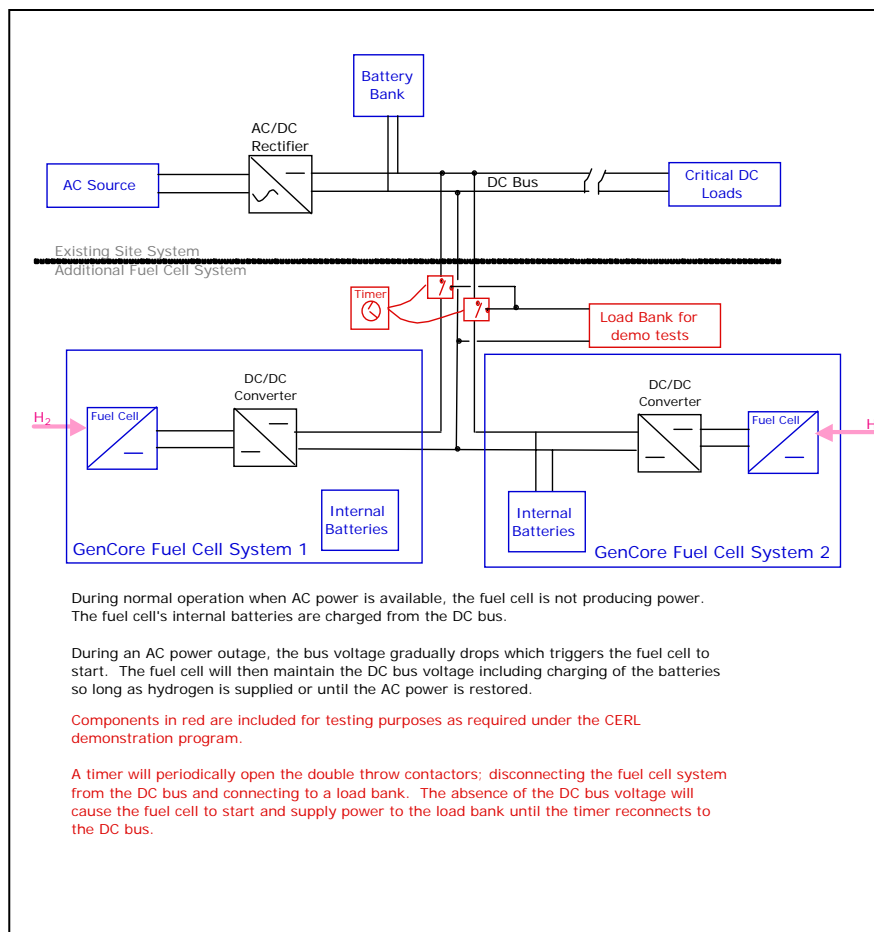 Battery
Bank
AC/DC
Rectifier
AC Source
DC Bus
Critical DC
Loads
Existing Site System
Additional Fuel Cell System
Timer
Load Bank for
demo tests
DC/DC
Converter
DC/DC
Converter
H2
Fuel Cell
Fuel Cell
H
Internal
Batteries
Internal
Batteries
GenCore Fuel Cell System 1
GenCore Fuel Cell System 2
During normal operation when AC power is available, the fuel cell is not producing power.
The fuel cell's internal batteries are charged from the DC bus.
During an AC power outage, the bus voltage gradually drops which triggers the fuel cell to
start. The fuel cell will then maintain the DC bus voltage including charging of the batteries
so long as hydrogen is supplied or until the AC power is restored.
Components in red are included for testing purposes as required under the CERL
demonstration program.
A timer will periodically open the double throw contactors; disconnecting the fuel cell system
from the DC bus and connecting to a load bank. The absence of the DC bus voltage will
cause the fuel cell to start and supply power to the load bank until the timer reconnects to
the DC bus.